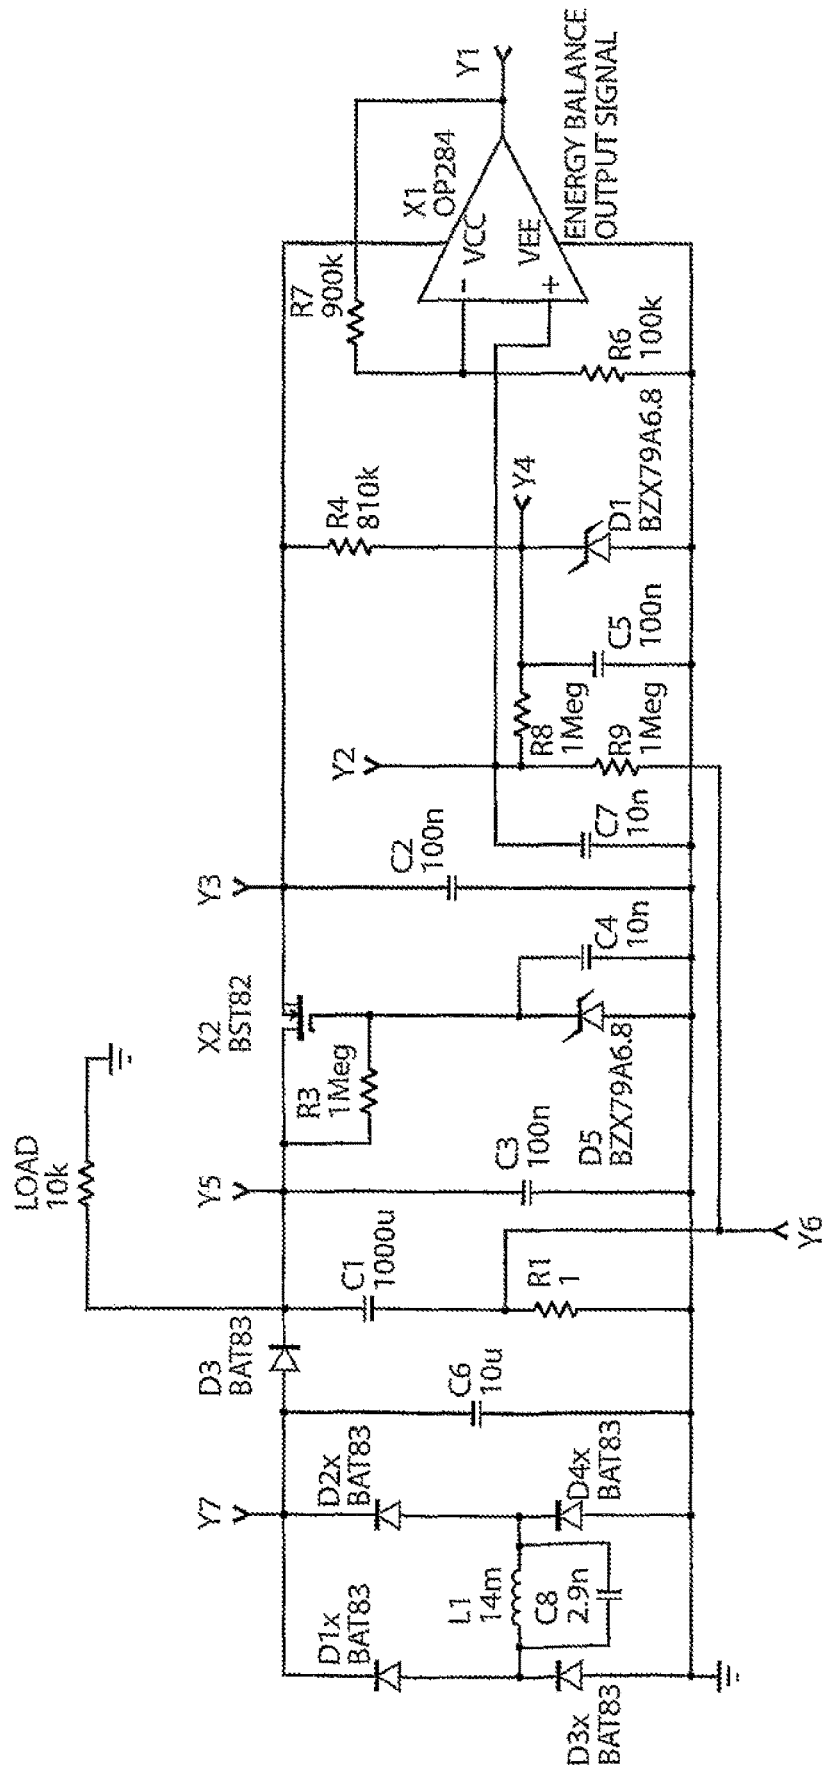 LOAD
10k
D1x
BAT83
Y7
D2x
BAT83
D3
BAT83
Y5
X2
BST82
Y3
L1
14m
C8
2.9n
D3x
BAT83
D4x
BAT83
C6
10u
C1
1000u
R1
1
Y6
C3
100n
R3
1Meg
D5
BZX79A6.8
C4
10n
C2
100n
Y2
C7
10n
R8
1Meg
R9
1Meg
C5
100n
R4
810k
Y4
D1
BZX79A6.8
R7
900k
R6
100k
X1
OP284
VCC
VEE
-
+
Y1
ENERGY BALANCE
OUTPUT SIGNAL